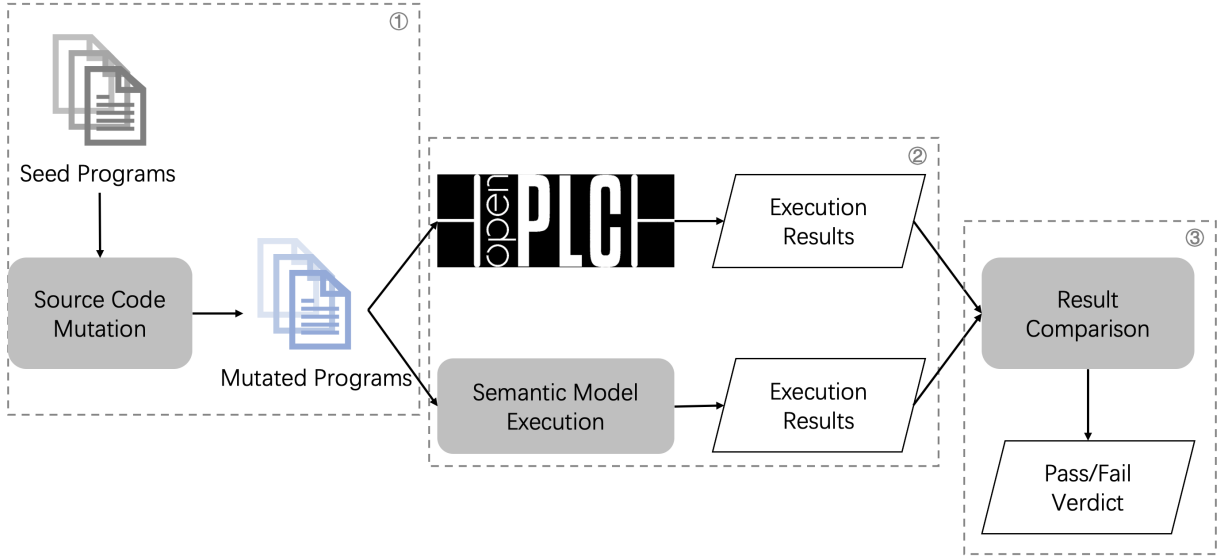 ①
Seed Programs
Source Code
Mutation
Mutated Programs
②
open
PLC
Execution
Results
Semantic Model
Execution
Execution
Results
③
Result
Comparison
Pass/Fail
Verdict